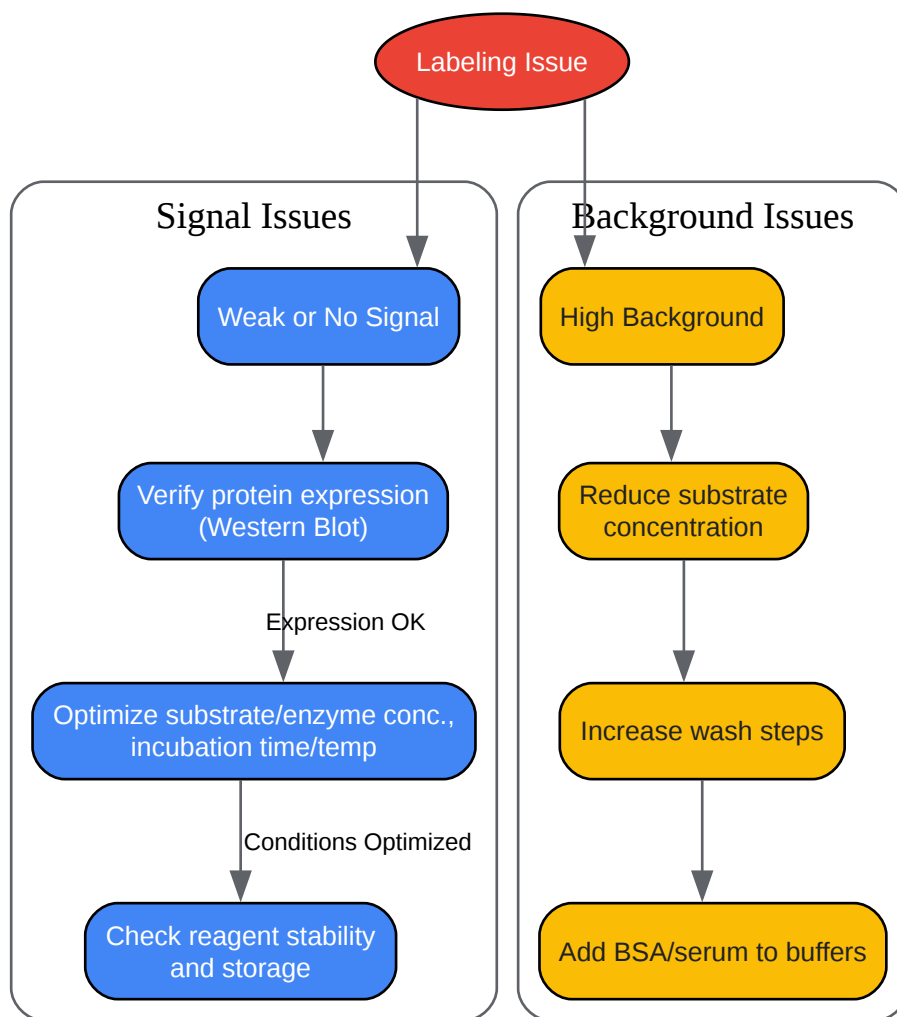 Labeling Issue
Signal Issues
Weak or No Signal
Verify protein expression
(Western Blot)
Expression OK
Optimize substrate/enzyme conc.,
incubation time/temp
Conditions Optimized
Check reagent stability
and storage
Background Issues
High Background
Reduce substrate
concentration
Increase wash steps
Add BSA/serum to buffers